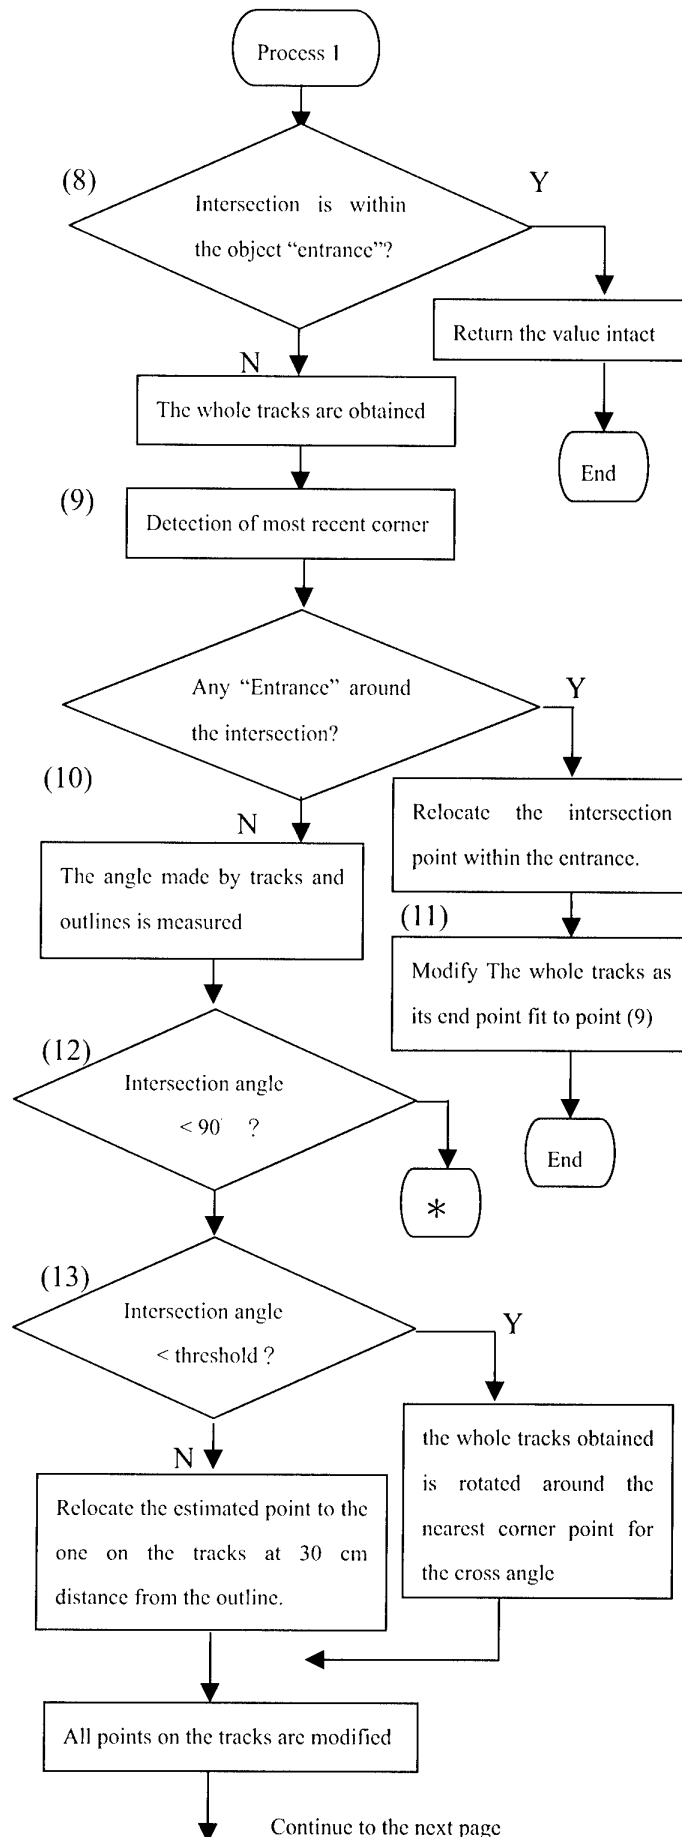 Process 1
(8)
Y
Intersection is within
the object “entrance”?
Return the value intact
N
The whole tracks are obtained
End
(9)
Detection of most recent corner
Any “Entrance” around
the intersection?
Y
(10)
N
Relocate the intersection
point within the entrance.
The angle made by tracks and
outlines is measured
(11)
Modify The whole tracks as
its end point fit to point (9)
(12)
Intersection angle
< 90° ?
End
*
(13)
Intersection angle
< threshold ?
Y
N
the whole tracks obtained
is rotated around the
nearest corner point for
the cross angle
Relocate the estimated point to the
one on the tracks at 30 cm
distance from the outline.
All points on the tracks are modified
Continue to the next page